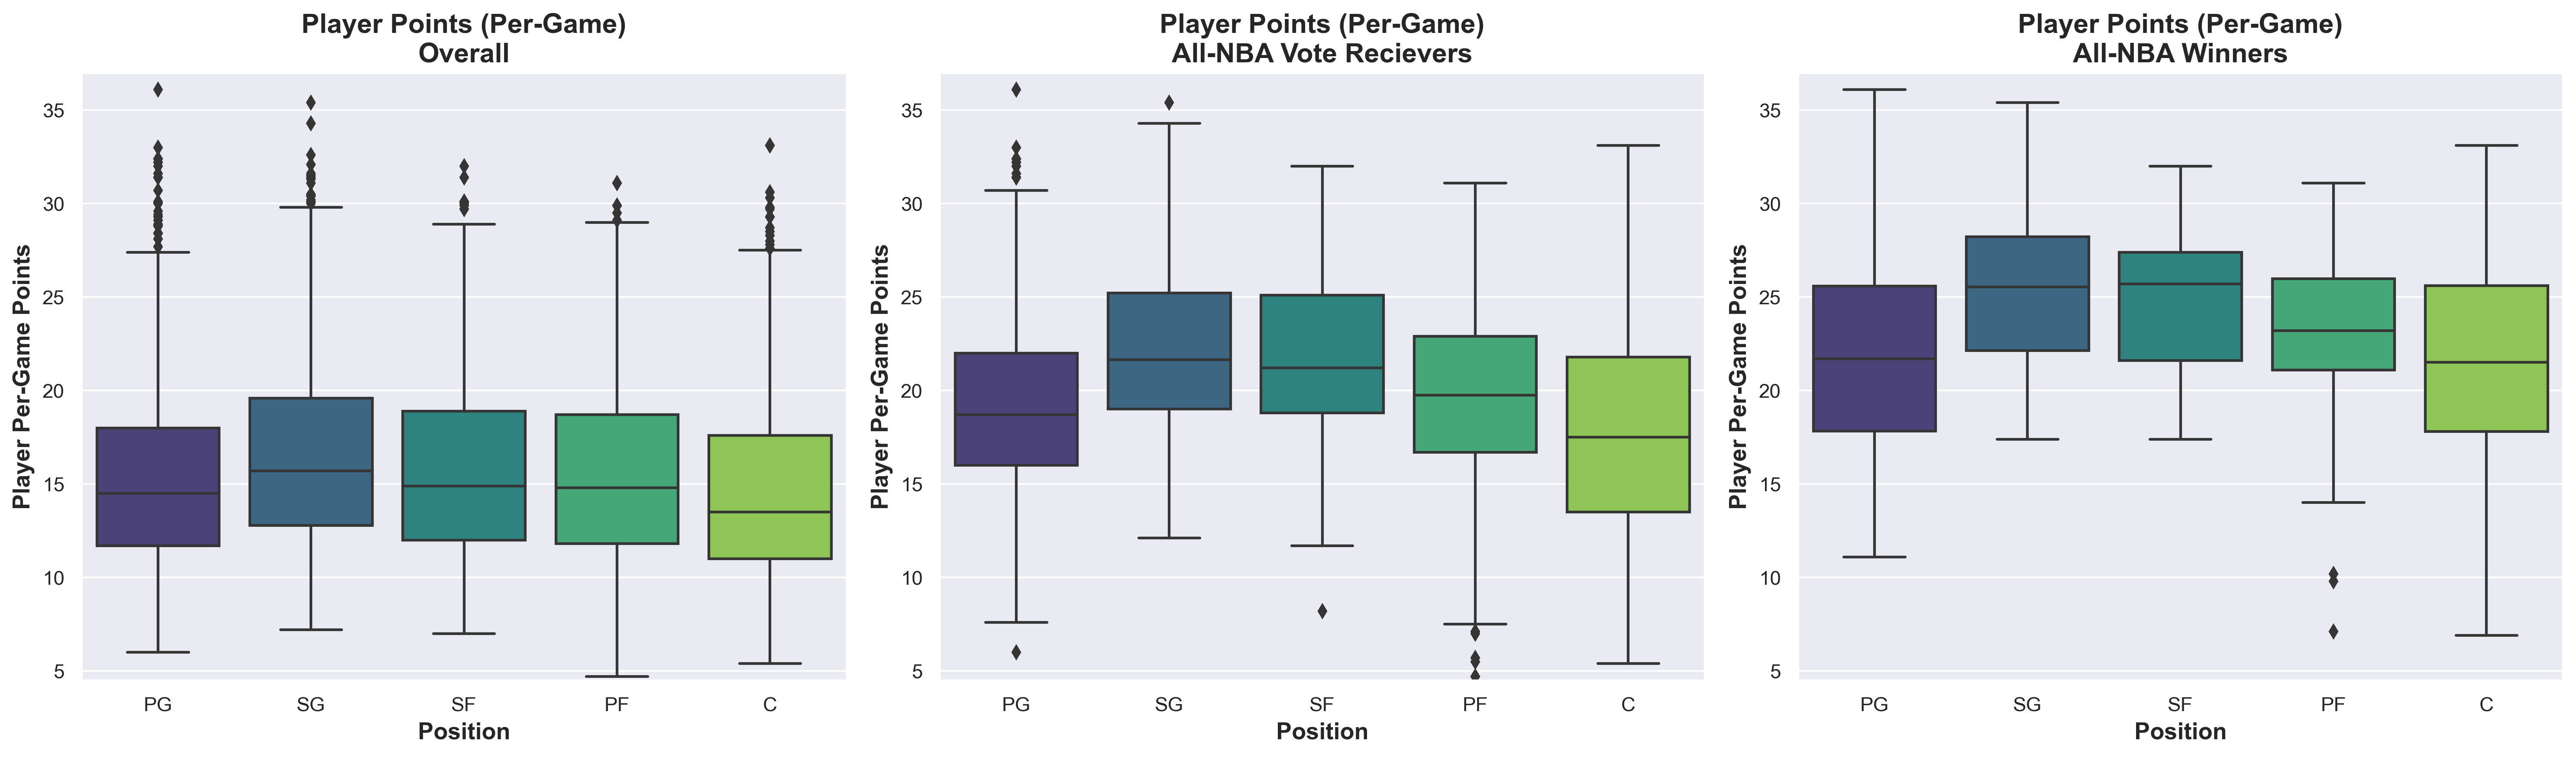 Player Points (Per-Game)
Overall
Player Per-Game Points
35
30
25
20
15
10
5
PG SG SF PF C
Position
Player Points (Per-Game)
All-NBA Vote Recievers
Player Per-Game Points
35
30
25
20
15
10
5
PG SG SF PF C
Position
Player Points (Per-Game)
All-NBA Winners
Player Per-Game Points
35
30
25
20
15
10
5
PG SG SF PF C
Position